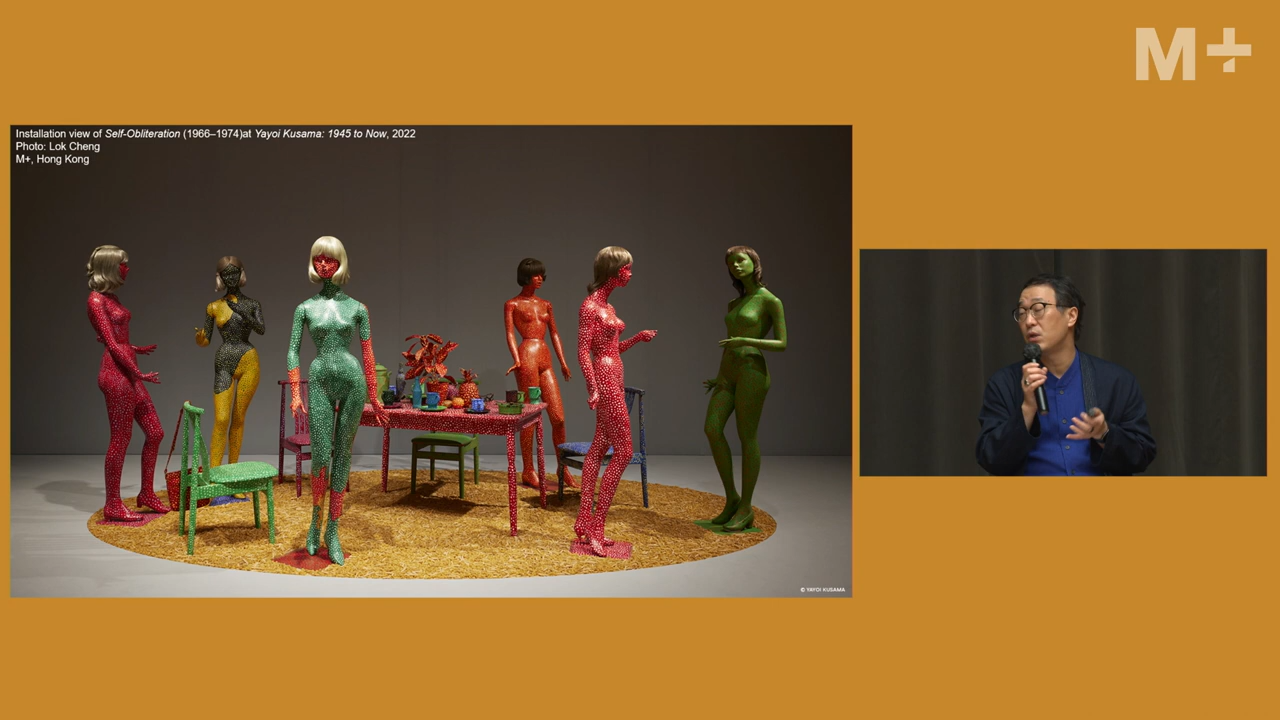 M+
Installation view of Self-Obliteration (1966–1974)at Yayoi Kusama: 1945 to Now, 2022
Photo: Lok Cheng
M+, Hong Kong
© YAYOI KUSAMA